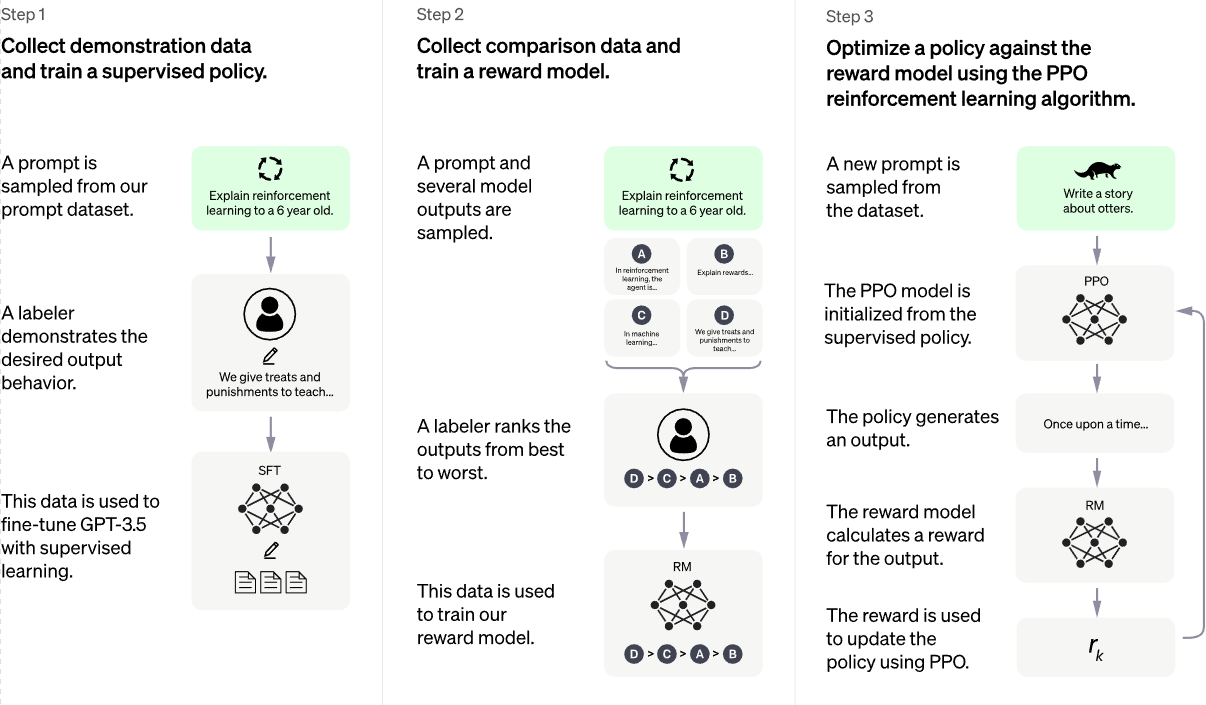 Step 1
Collect demonstration data
and train a supervised policy.
A prompt is
sampled from our
prompt dataset.
Explain reinforcement
learning to a 6 year old.
A labeler
demonstrates the
desired output
behavior.
We give treats and
punishments to teach...
This data is used to
fine-tune GPT-3.5
with supervised
learning.
SFT
Step 2
Collect comparison data and
train a reward model.
A prompt and
several model
outputs are
sampled.
Explain reinforcement
learning to a 6 year old.
A
In reinforcement
learning, the
agent is...
B
Explain rewards...
C
In machine
learning...
D
We give treats and
punishments to
teach...
A labeler ranks the
outputs from best
to worst.
D > C > A > B
This data is used
to train our
reward model.
RM
D > C > A > B
Step 3
Optimize a policy against the
reward model using the PPO
reinforcement learning algorithm.
A new prompt is
sampled from
the dataset.
Write a story
about otters.
The PPO model is
initialized from the
supervised policy.
PPO
The policy generates
an output.
Once upon a time...
The reward model
calculates a reward
for the output.
RM
The reward is used
to update the
policy using PPO.
rk